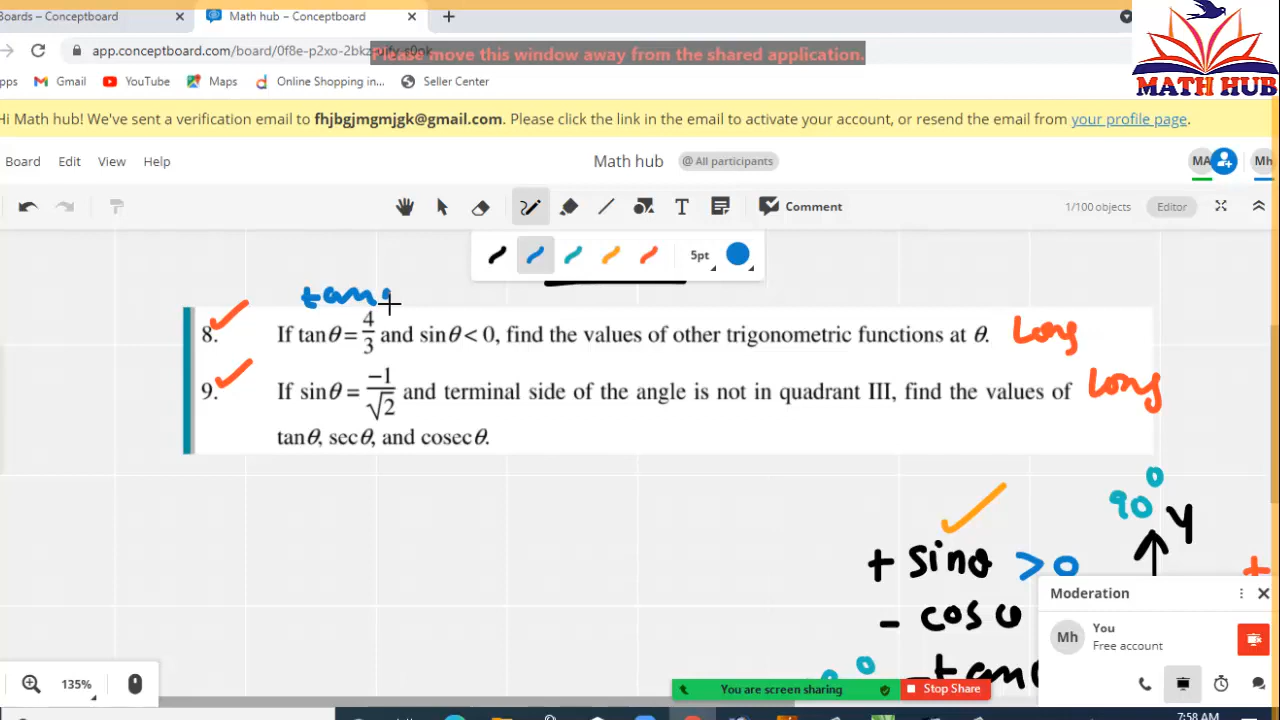 Boards – Conceptboard
Math hub – Conceptboard
app.conceptboard.com/board/0f8e-p2xo-2bkz-
Please move this window away from the shared application.
MATH HUB
pps Gmail YouTube Maps Online Shopping in... Seller Center
Hi Math hub! We've sent a verification email to fhjbgjmgmjgk@gmail.com. Please click the link in the email to activate your account, or resend the email from your profile page.
Board Edit View Help Math hub @ All participants MA Mh
T Comment 1/100 objects Editor
5pt
tan
8. If tanθ = 4/3 and sinθ < 0, find the values of other trigonometric functions at θ. Long
9. If sinθ = −1/√2 and terminal side of the angle is not in quadrant III, find the values of Long
tanθ, secθ, and cosecθ.
90° y
+ sinθ > 0 +
- cos
- tan
Moderation
Mh You
Free account
135%
You are screen sharing Stop Share
7:58 AM